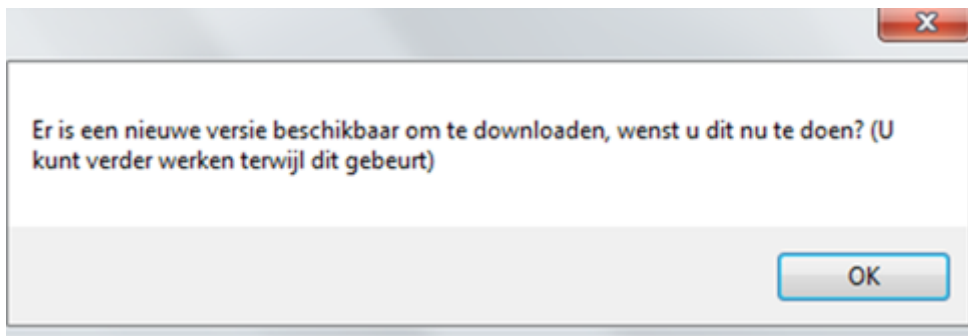 Er is een nieuwe versie beschikbaar om te downloaden, wenst u dit nu te doen? (U
kunt verder werken terwijl dit gebeurt)
OK